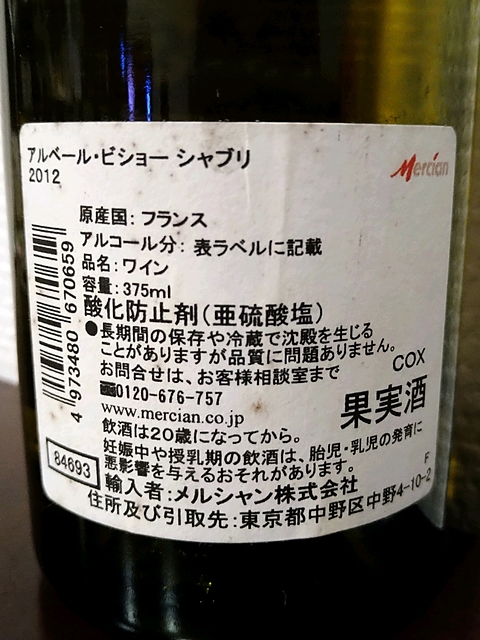 アルベール・ビショー シャブリ
2012
Mercian
原産国：フランス
アルコール分：表ラベルに記載
品名：ワイン
容量：375ml
酸化防止剤（亜硫酸塩）
●長期間の保存や冷蔵で沈殿を生じる
ことがありますが品質に問題ありません。
お問合せは、お客様相談室まで
0120-676-757
www.mercian.co.jp
COX
果実酒
飲酒は20歳になってから。
妊娠中や授乳期の飲酒は、胎児・乳児の発育に
悪影響を与えるおそれがあります。
F
84693
輸入者：メルシャン株式会社
住所及び引取先：東京都中野区中野4-10-2
4 973480 670659